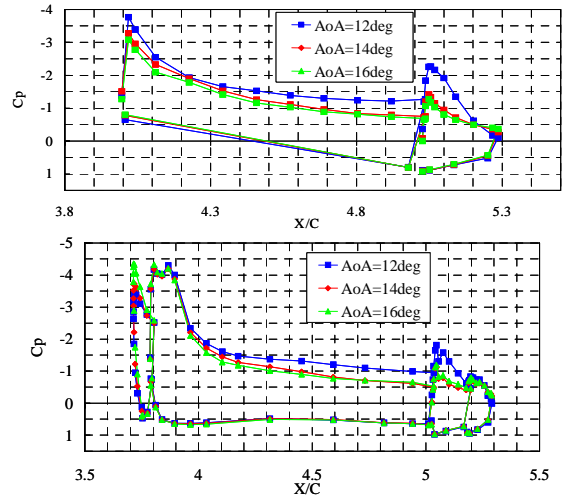 -4
-3
-2
-1
0
1
Cp
AoA=12deg
AoA=14deg
AoA=16deg
3.8 4.3 4.8 5.3
X/C
-5
-4
-3
-2
-1
0
1
Cp
AoA=12deg
AoA=14deg
AoA=16deg
3.5 4 4.5 5 5.5
X/C